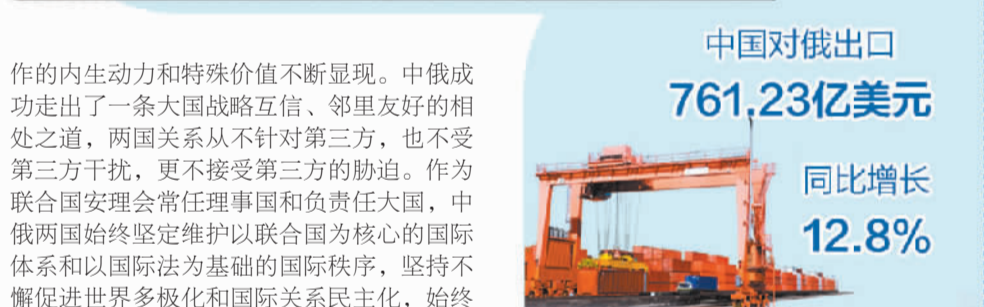 作的内生动力和特殊价值不断显现。中俄成
功走出了一条大国战略互信、邻里友好的相
处之道，两国关系从不针对第三方，也不受
第三方干扰，更不接受第三方的胁迫。作为
联合国安理会常任理事国和负责任大国，中
俄两国始终坚定维护以联合国为核心的国际
体系和以国际法为基础的国际秩序，坚持不
懈促进世界多极化和国际关系民主化，始终
中国对俄出口
761.23亿美元
同比增长
12.8%